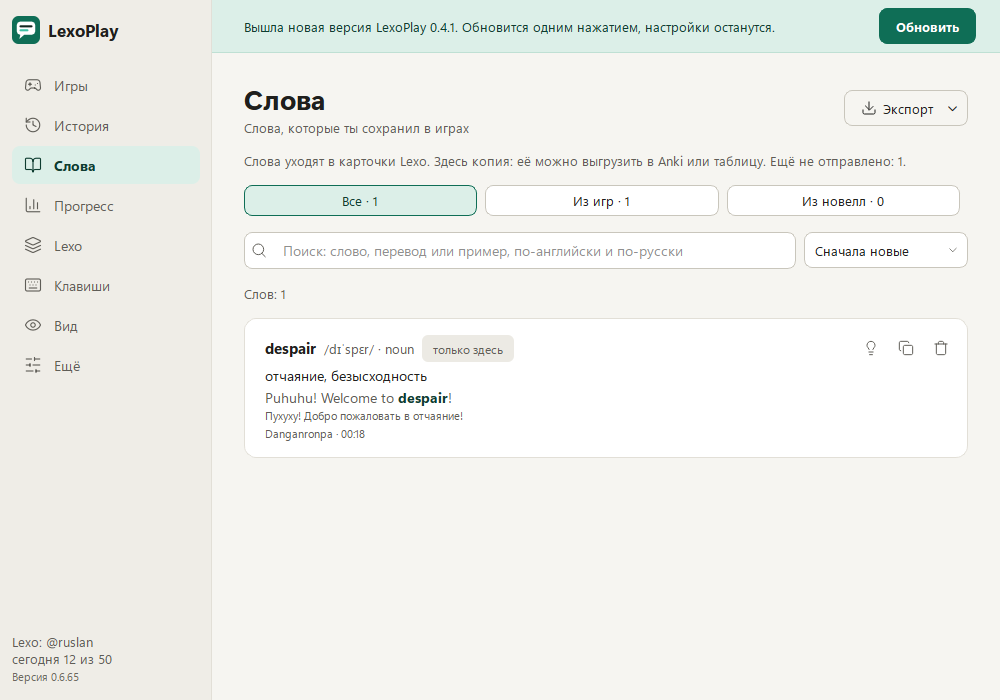 LexoPlay
Вышла новая версия LexoPlay 0.4.1. Обновится одним нажатием, настройки останутся.
Обновить
Игры
История
Слова
Прогресс
Lexo
Клавиши
Вид
Ещё
Слова
Слова, которые ты сохранил в играх
Экспорт
Слова уходят в карточки Lexo. Здесь копия: её можно выгрузить в Anki или таблицу. Ещё не отправлено: 1.
Все · 1
Из игр · 1
Из новелл · 0
Поиск: слово, перевод или пример, по-английски и по-русски
Сначала новые
Слов: 1
despair /dɪˈspɛr/ · noun только здесь
отчаяние, безысходность
Puhuhu! Welcome to despair!
Пухуху! Добро пожаловать в отчаяние!
Danganronpa · 00:18
Lexo: @ruslan
сегодня 12 из 50
Версия 0.6.65